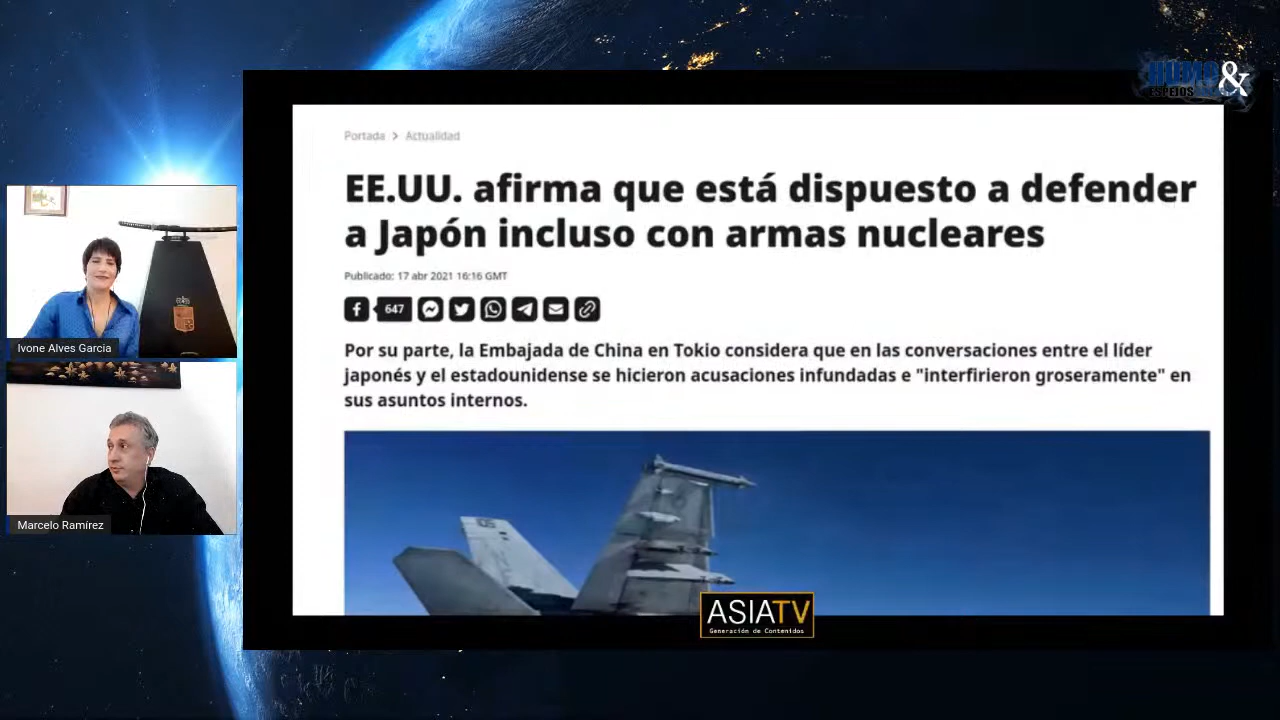 HUMO &
ESPEJOS
Portada > Actualidad
EE.UU. afirma que está dispuesto a defender
a Japón incluso con armas nucleares
Publicado: 17 abr 2021 16:16 GMT
647
Por su parte, la Embajada de China en Tokio considera que en las conversaciones entre el líder
japonés y el estadounidense se hicieron acusaciones infundadas e "interfirieron groseramente" en
sus asuntos internos.
105
Ivone Alves García
Marcelo Ramírez
ASIATV
Generación de Contenidos